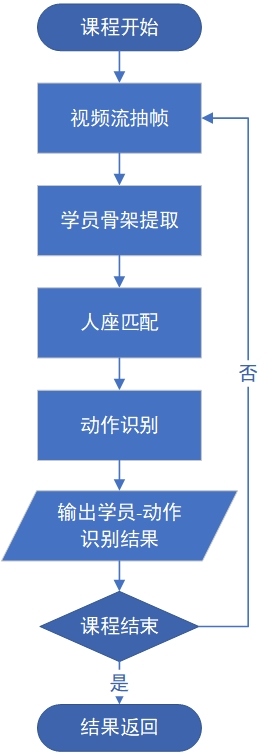 课程开始
视频流抽帧
学员骨架提取
人座匹配
动作识别
输出学员-动作
识别结果
课程结束
否
是
结果返回